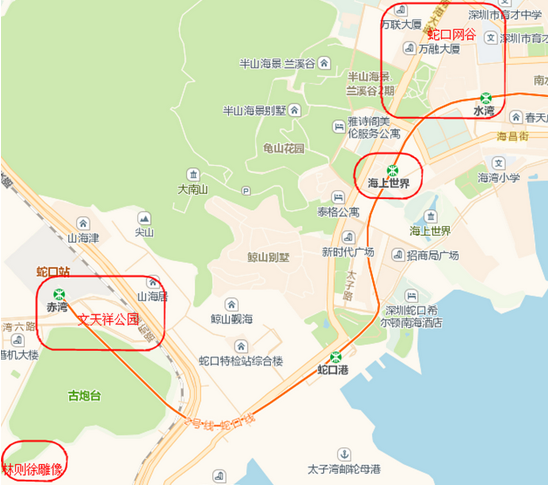 万联大厦
深圳市育才中学
蛇口网谷
深圳市育
万融大厦
半山海景 兰溪谷
半山海景·
兰溪谷2期
南水
水湾
半山海景别墅
春天
雅诗阁美
伦服务公寓
海昌街
龟山花园
海上世界
海湾小学
大南山
泰格公寓
海上世界
尖山
山海津
新时代广场
鲸山别墅
招商局广场
蛇口站
太子路
山海居
赤湾
文天祥公园
鲸山觐海
深圳蛇口希
尔顿南海酒店
湾六路
港机大楼
蛇口特检站综合楼
蛇口港
古炮台
2号线-蛇口线
林则徐雕像
太子湾邮轮母港